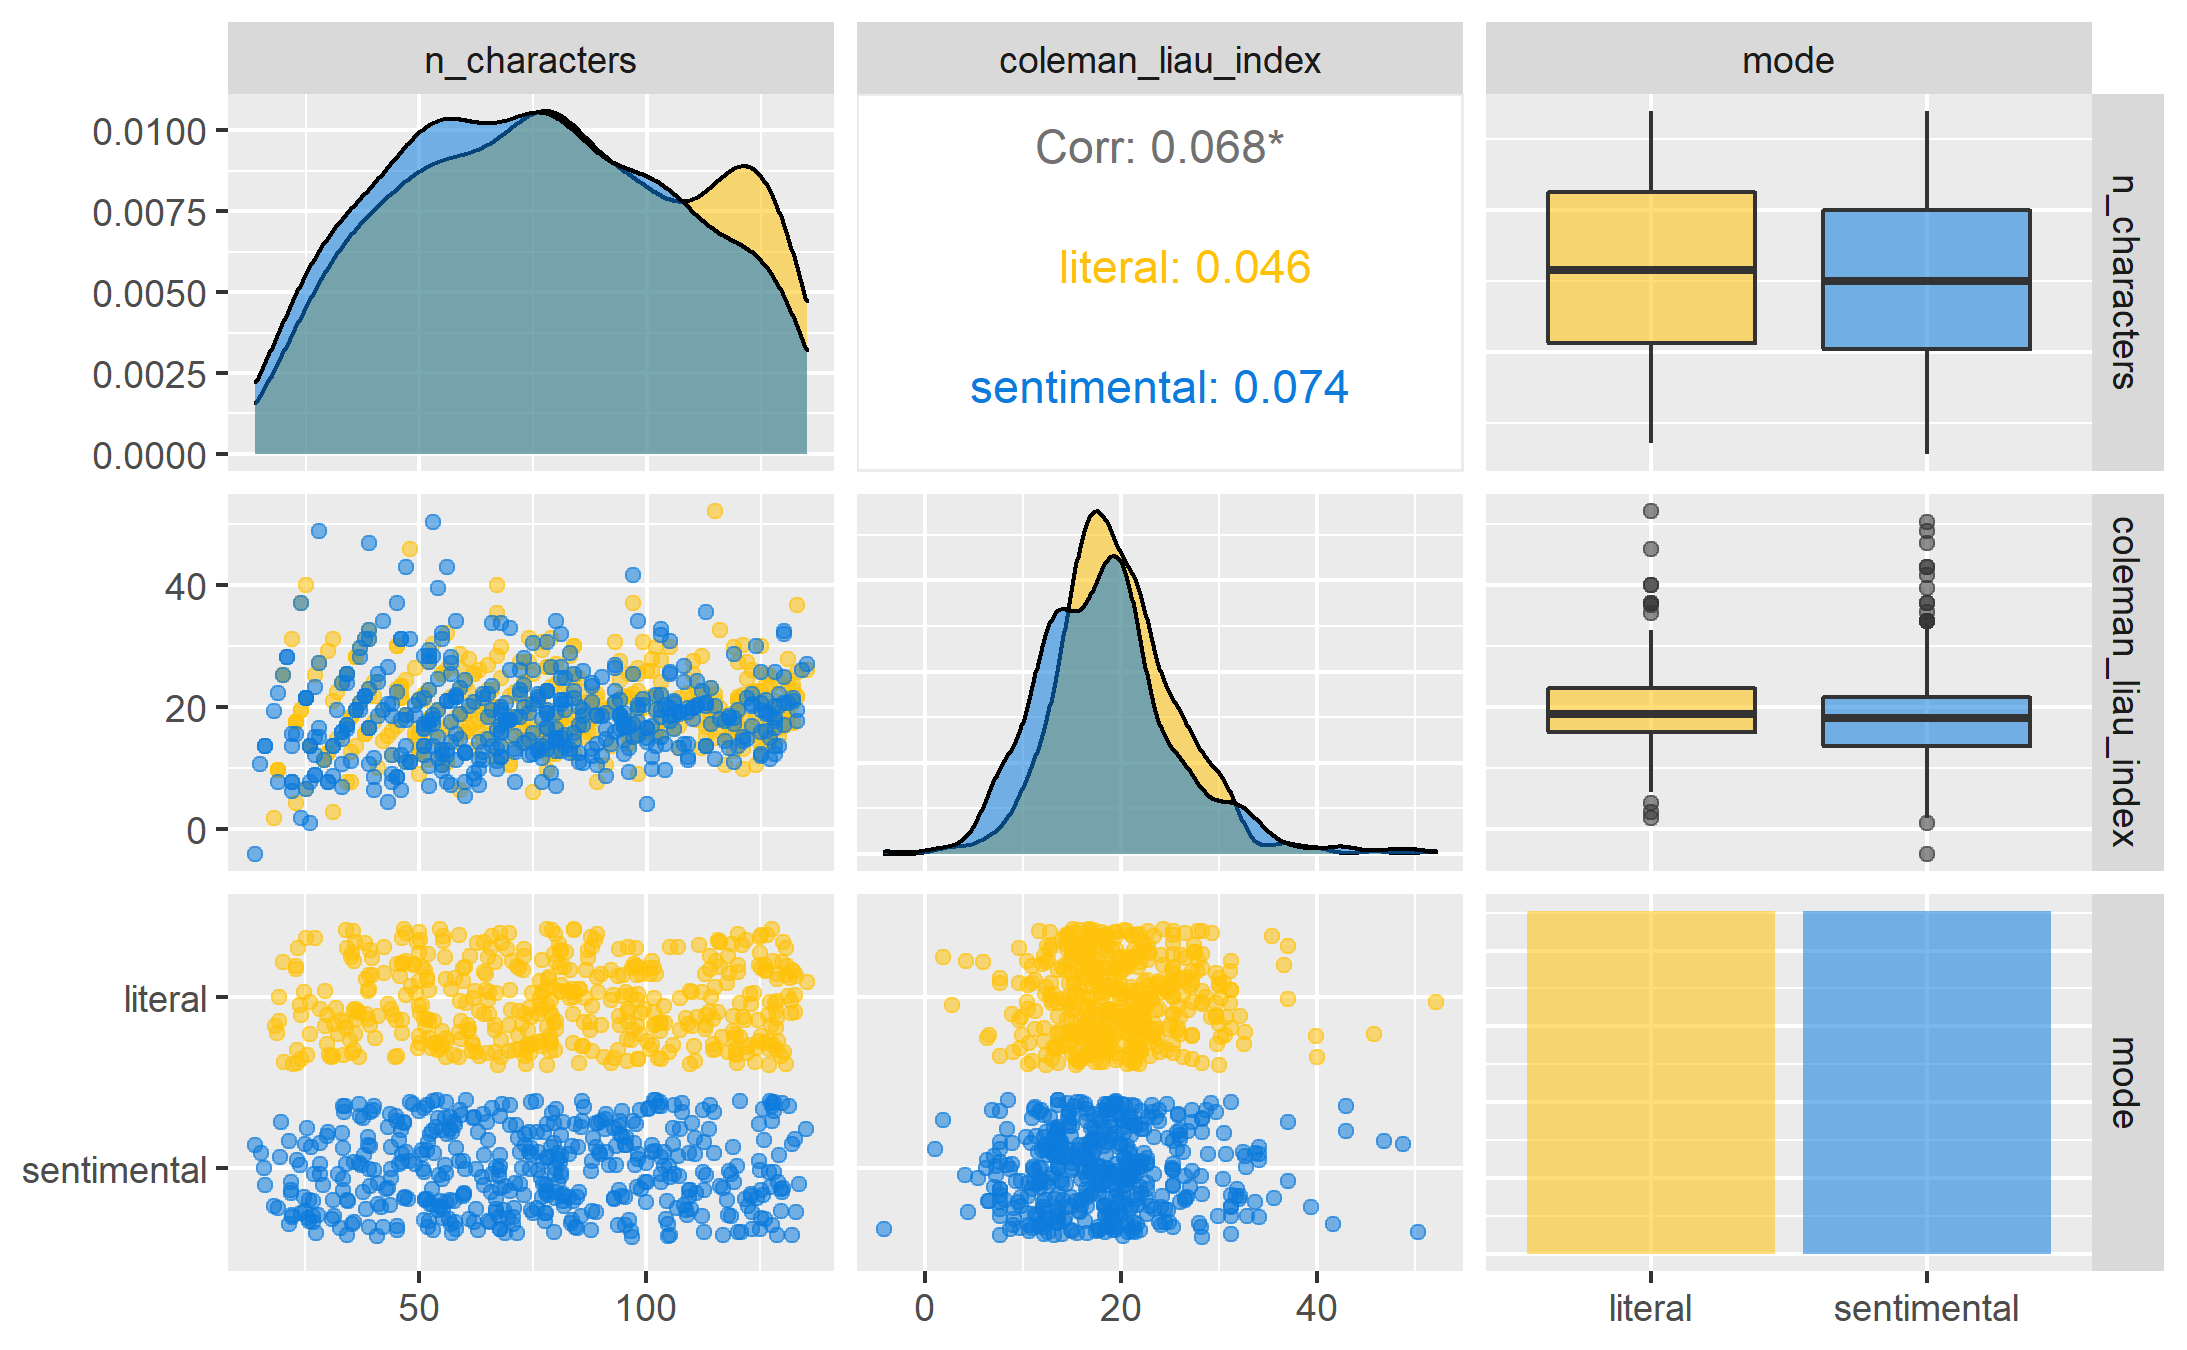 n_characters
coleman_liau_index
mode
0.0100
0.0075
0.0050
0.0025
0.0000
Corr: 0.068*
literal: 0.046
sentimental: 0.074
n_characters
40
20
0
coleman_liau_index
literal
sentimental
mode
50
100
0
20
40
literal
sentimental